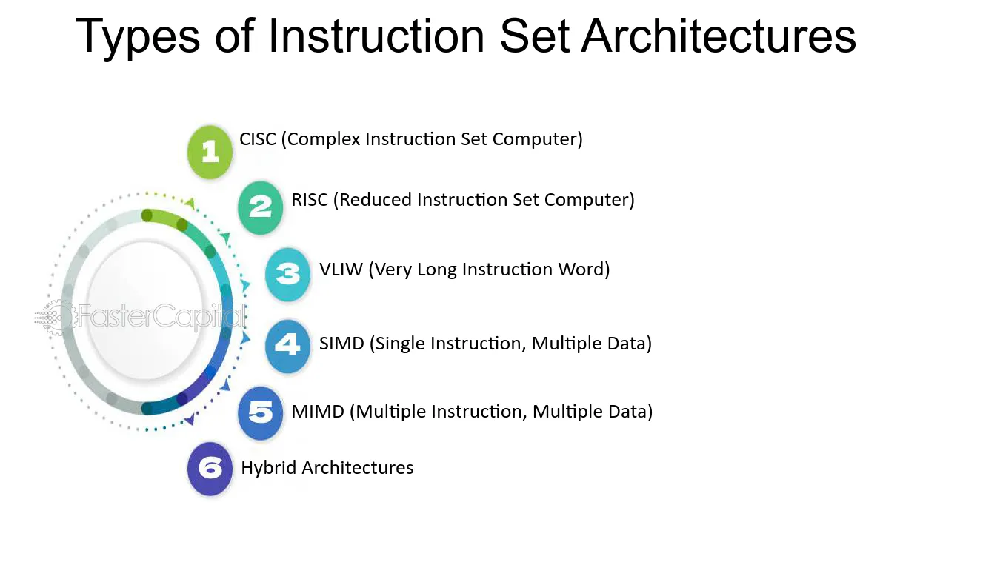 Types of Instruction Set Architectures
1 CISC (Complex Instruction Set Computer)
2 RISC (Reduced Instruction Set Computer)
3 VLIW (Very Long Instruction Word)
FasterCapital
4 SIMD (Single Instruction, Multiple Data)
5 MIMD (Multiple Instruction, Multiple Data)
6 Hybrid Architectures